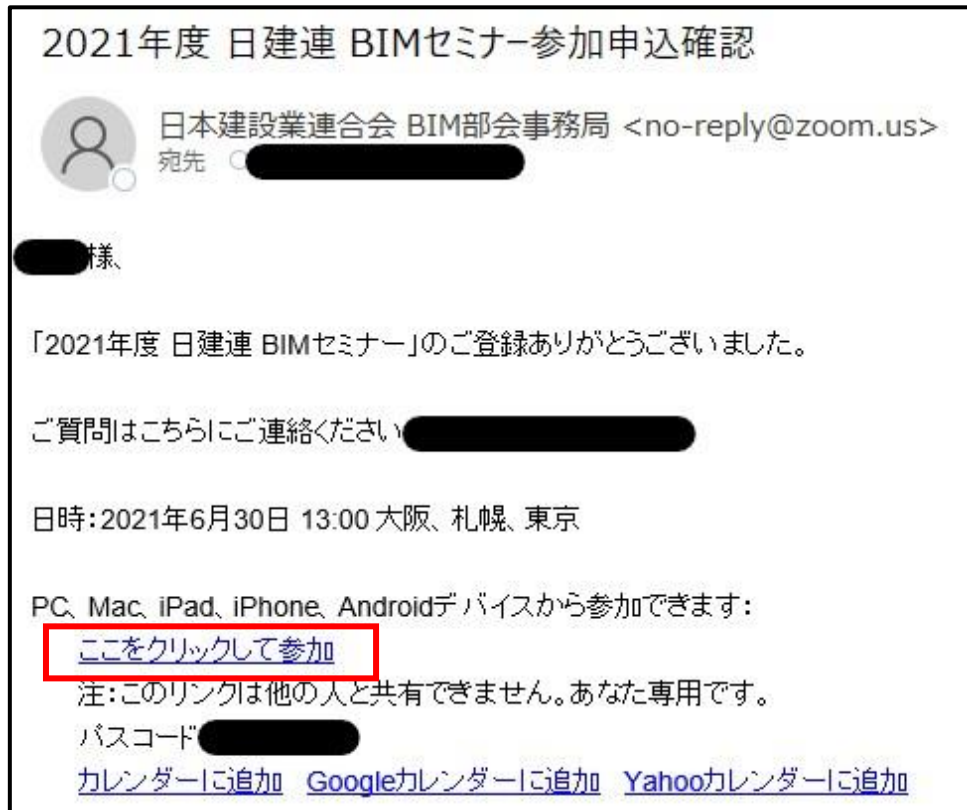 2021年度 日建連 BIMセミナー参加申込確認
日本建設業連合会 BIM部会事務局 <no-reply@zoom.us>
宛先
様、
「2021年度 日建連 BIMセミナー」のご登録ありがとうございました。
ご質問はこちらにご連絡ください
日時:2021年6月30日 13:00 大阪、札幌、東京
PC、Mac、iPad、iPhone、Androidデバイスから参加できます:
ここをクリックして参加
注:このリンクは他の人と共有できません。あなた専用です。
パスコード
カレンダーに追加 Googleカレンダーに追加 Yahooカレンダーに追加